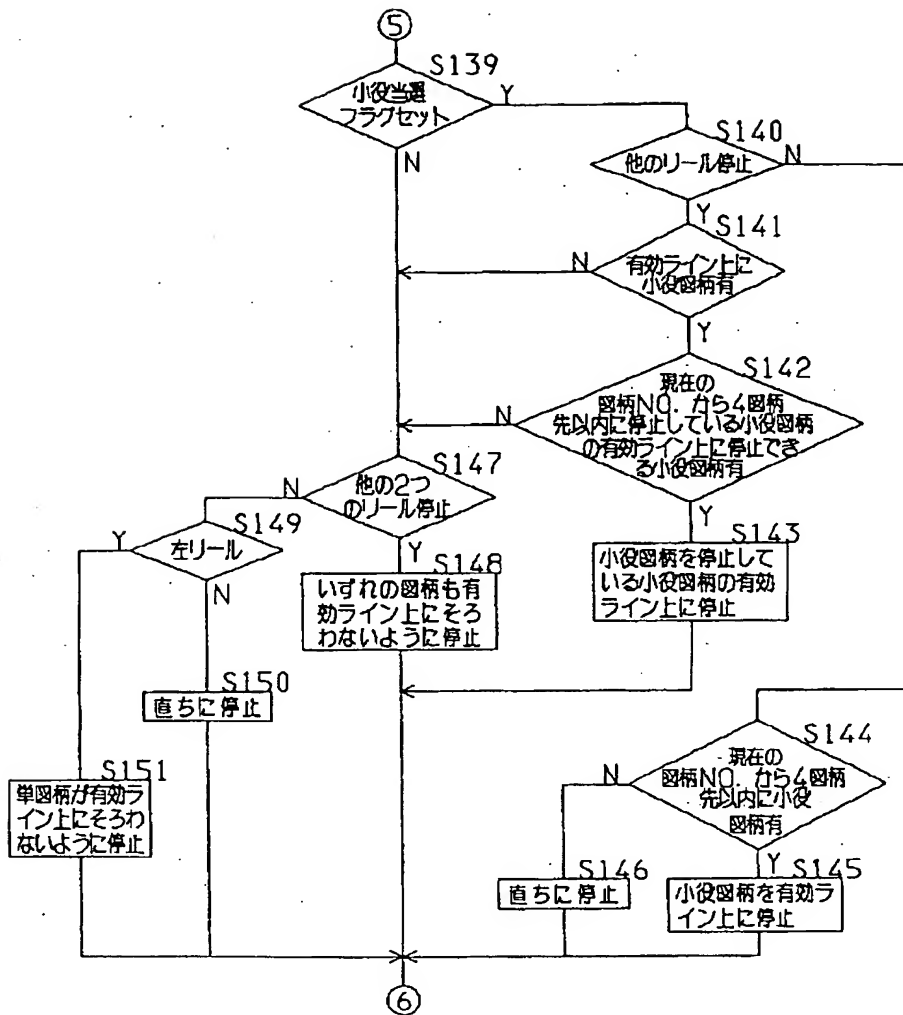 ⑤
S139
小役当選
フラグセット
Y
N
S140
他のリール停止
N
Y
S141
有効ライン上に
小役図柄有
N
Y
S142
現在の
図柄NO.から4図柄
先以内に停止している小役図柄
の有効ライン上に停止でき
る小役図柄有
N
Y
S143
小役図柄を停止して
いる小役図柄の有効
ライン上に停止
S147
他の2つ
のリール停止
N
Y
S148
いずれの図柄も有
効ライン上にそろ
わないように停止
S149
左リール
Y
N
S150
直ちに停止
S151
単図柄が有効ラ
イン上にそろわ
ないように停止
S144
現在の
図柄NO.から4図柄
先以内に小役
図柄有
N
Y
S145
小役図柄を有効ラ
イン上に停止
S146
直ちに停止
⑥